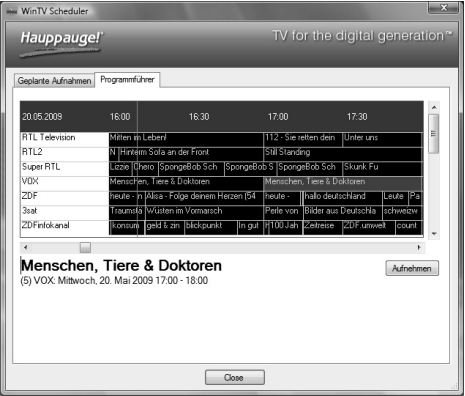 WinTV Scheduler
Hauppauge!
TV for the digital generation™
Geplante Aufnahmen Programmführer
20.05.2009 16:00 16:30 17:00 17:30
RTL Television Mitten im Leben! 112 - Sie retten dein Unter uns
RTL2 N Hinterm Sofa an der Front Still Standing
Super RTL Lizzie Chero SpongeBob Sch SpongeBob S SpongeBob Sch Skunk Fu
VOX Menschen, Tiere & Doktoren Menschen, Tiere & Doktoren
ZDF heute - n Alisa - Folge deinem Herzen (54 heute - hallo deutschland Leute Pa
3sat Traumsta Wüsten im Vormarsch Perle von Bilder aus Deutschla schweizw
ZDFinfokanal konsum geld & zin blickpunkt In gut H100 Jah Zeitreise ZDF.umwelt count
Menschen, Tiere & Doktoren
Aufnehmen
(5) VOX: Mittwoch, 20. Mai 2009 17:00 - 18:00
Close